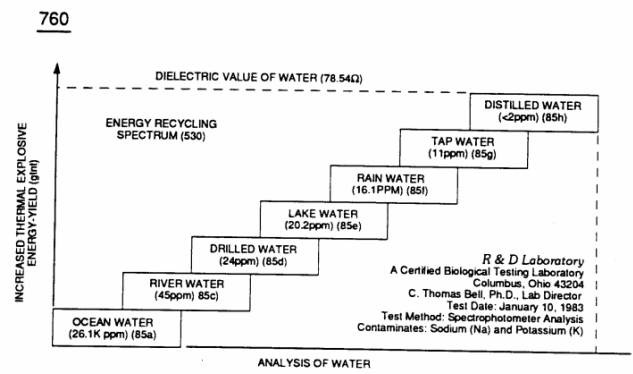 760
DIELECTRIC VALUE OF WATER (78.54Ω)
ENERGY RECYCLING
SPECTRUM (530)
INCREASED THERMAL EXPLOSIVE
ENERGY-YIELD (gtnt)
DISTILLED WATER
(<2ppm) (85h)
TAP WATER
(11ppm) (85g)
RAIN WATER
(16.1PPM) (85f)
LAKE WATER
(20.2ppm) (85e)
DRILLED WATER
(24ppm) (85d)
RIVER WATER
(45ppm) 85c)
OCEAN WATER
(26.1K ppm) (85a)
R & D Laboratory
A Certified Biological Testing Laboratory
Columbus, Ohio 43204
C. Thomas Bell, Ph.D., Lab Director
Test Date: January 10, 1983
Test Method: Spectrophotometer Analysis
Contaminates: Sodium (Na) and Potassium (K)
ANALYSIS OF WATER